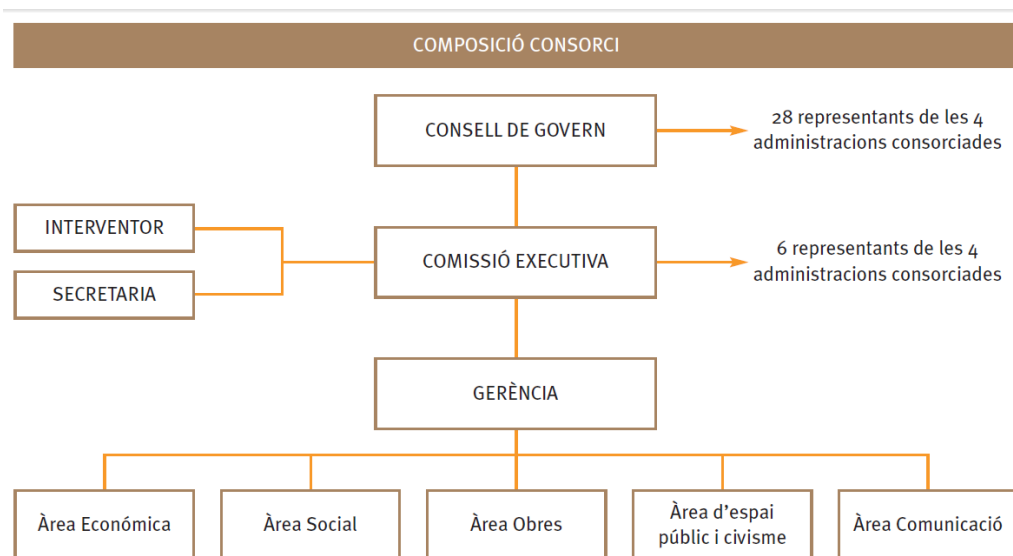 COMPOSICIÓ CONSORCI
CONSELL DE GOVERN
28 representants de les 4
administracions consorciades
INTERVENTOR
SECRETARIA
COMISSIÓ EXECUTIVA
6 representants de les 4
administracions consorciades
GERÈNCIA
Àrea Económica
Àrea Social
Àrea Obres
Àrea d'espai
públic i civisme
Àrea Comunicació